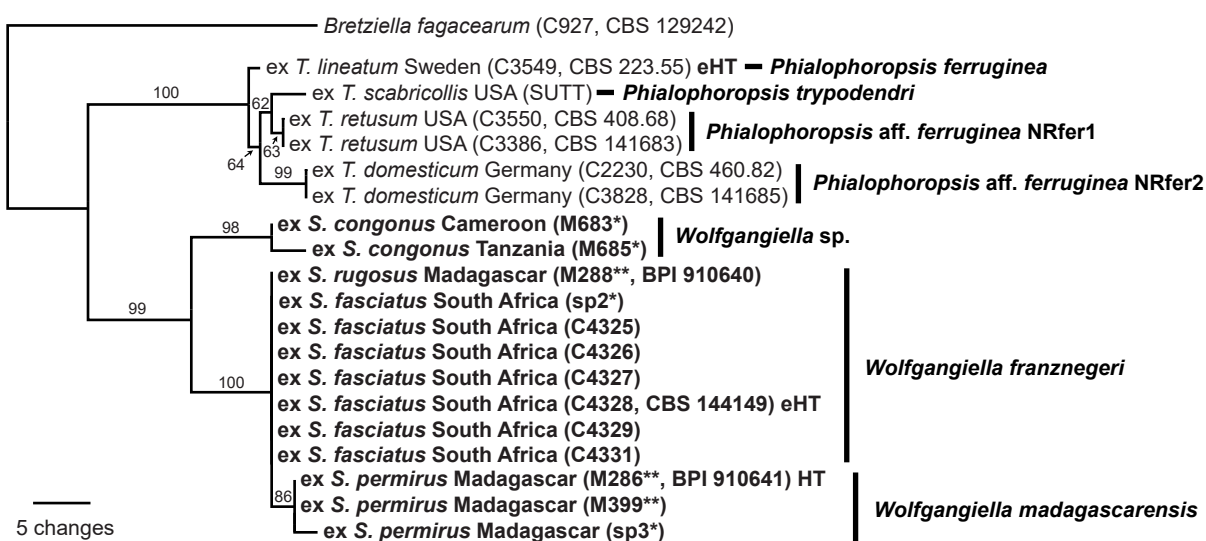 Bretziella fagacearum (C927, CBS 129242)
ex T. lineatum Sweden (C3549, CBS 223.55) eHT Phialophoropsis ferruginea
100
62
ex T. scabricollis USA (SUTT) Phialophoropsis trypodendri
ex T. retusum USA (C3550, CBS 408.68)
Phialophoropsis aff. ferruginea NRfer1
ex T. retusum USA (C3386, CBS 141683)
63
64
99
ex T. domesticum Germany (C2230, CBS 460.82)
Phialophoropsis aff. ferruginea NRfer2
ex T. domesticum Germany (C3828, CBS 141685)
98
ex S. congonus Cameroon (M683*)
Wolfgangiella sp.
ex S. congonus Tanzania (M685*)
ex S. rugosus Madagascar (M288**, BPI 910640)
ex S. fasciatus South Africa (sp2*)
99
ex S. fasciatus South Africa (C4325)
ex S. fasciatus South Africa (C4326)
Wolfgangiella franznegeri
100
ex S. fasciatus South Africa (C4327)
ex S. fasciatus South Africa (C4328, CBS 144149) eHT
ex S. fasciatus South Africa (C4329)
ex S. fasciatus South Africa (C4331)
ex S. permirus Madagascar (M286**, BPI 910641) HT
86
ex S. permirus Madagascar (M399**)
Wolfgangiella madagascarensis
ex S. permirus Madagascar (sp3*)
5 changes